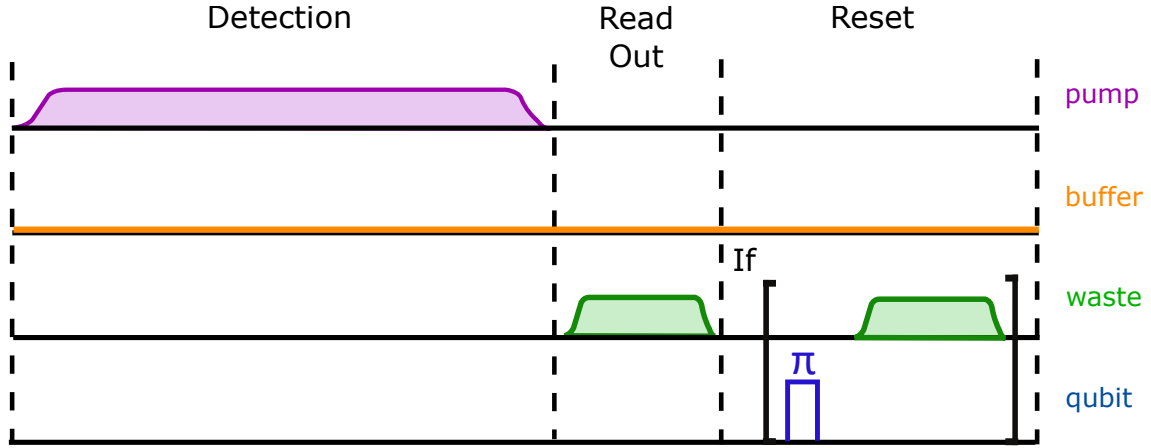 Detection
Read
Out
Reset
pump
buffer
If
waste
π
qubit